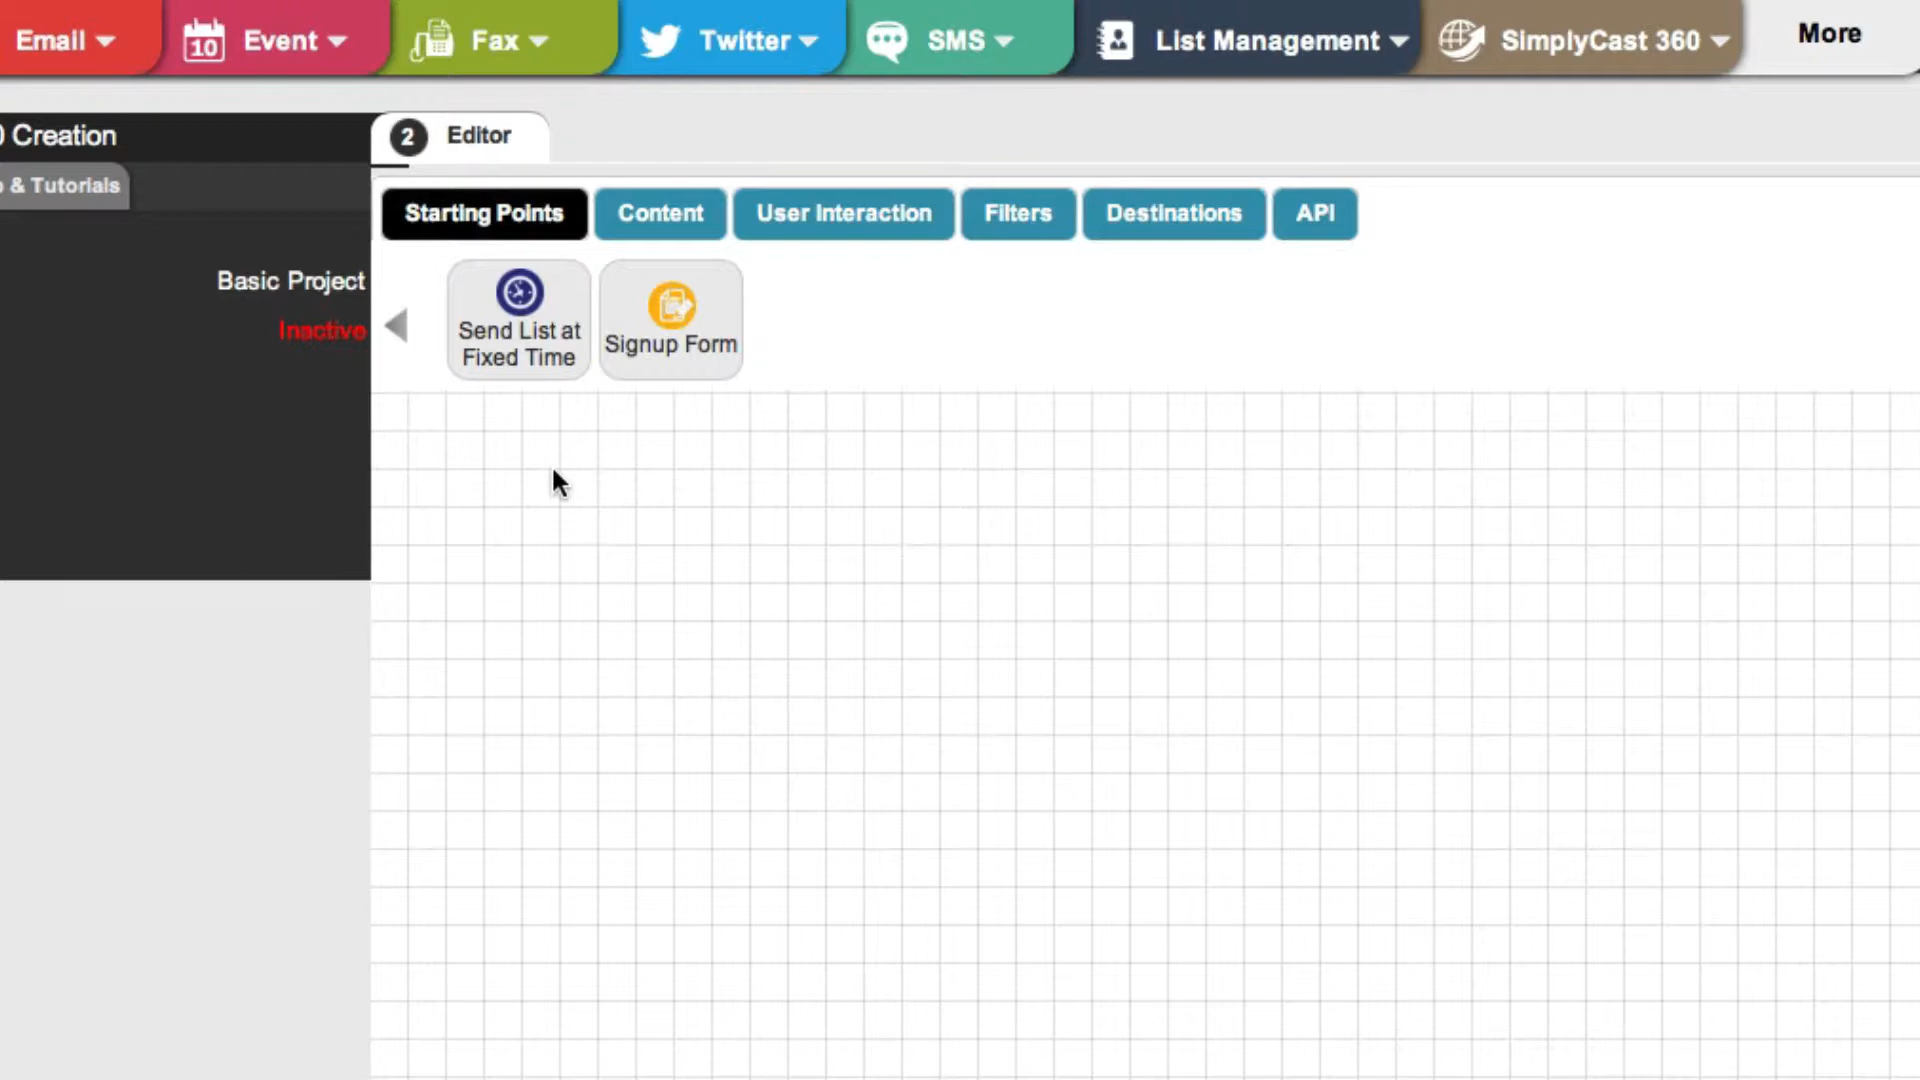 Email
10
Event
Fax
Twitter
SMS
List Management
SimplyCast 360
More
Creation
2
Editor
& Tutorials
Starting Points
Content
User Interaction
Filters
Destinations
API
Basic Project
Inactive
Send List at
Fixed Time
Signup Form